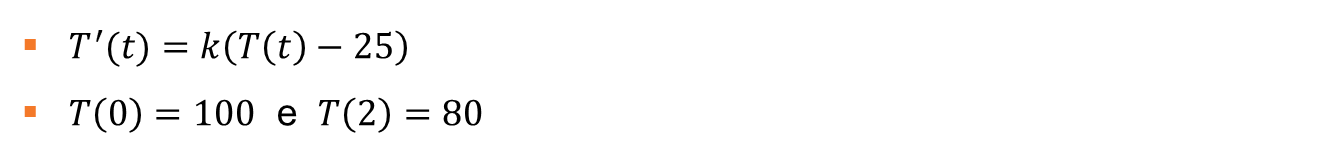 ▪ T′(t) = k(T(t) − 25)
▪ T(0) = 100 e T(2) = 80